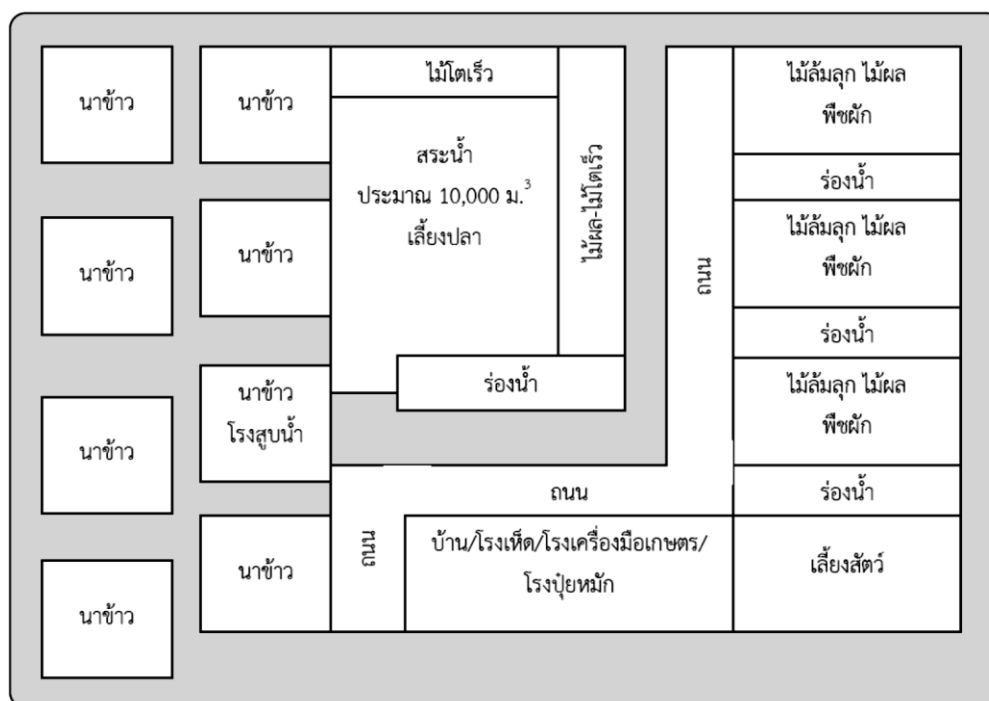 นาข้าว
นาข้าว
ไม้โตเร็ว
ไม้ล้มลุก ไม้ผล
พืชผัก
สระน้ำ
ประมาณ 10,000 ม.³
เลี้ยงปลา
ไม้ผล-ไม้โตเร็ว
ถนน
ร่องน้ำ
นาข้าว
นาข้าว
ไม้ล้มลุก ไม้ผล
พืชผัก
ร่องน้ำ
นาข้าว
โรงสูบน้ำ
ร่องน้ำ
ไม้ล้มลุก ไม้ผล
พืชผัก
นาข้าว
ถนน
ร่องน้ำ
นาข้าว
ถนน
บ้าน/โรงเห็ด/โรงเครื่องมือเกษตร/
โรงปุ๋ยหมัก
เลี้ยงสัตว์
นาข้าว